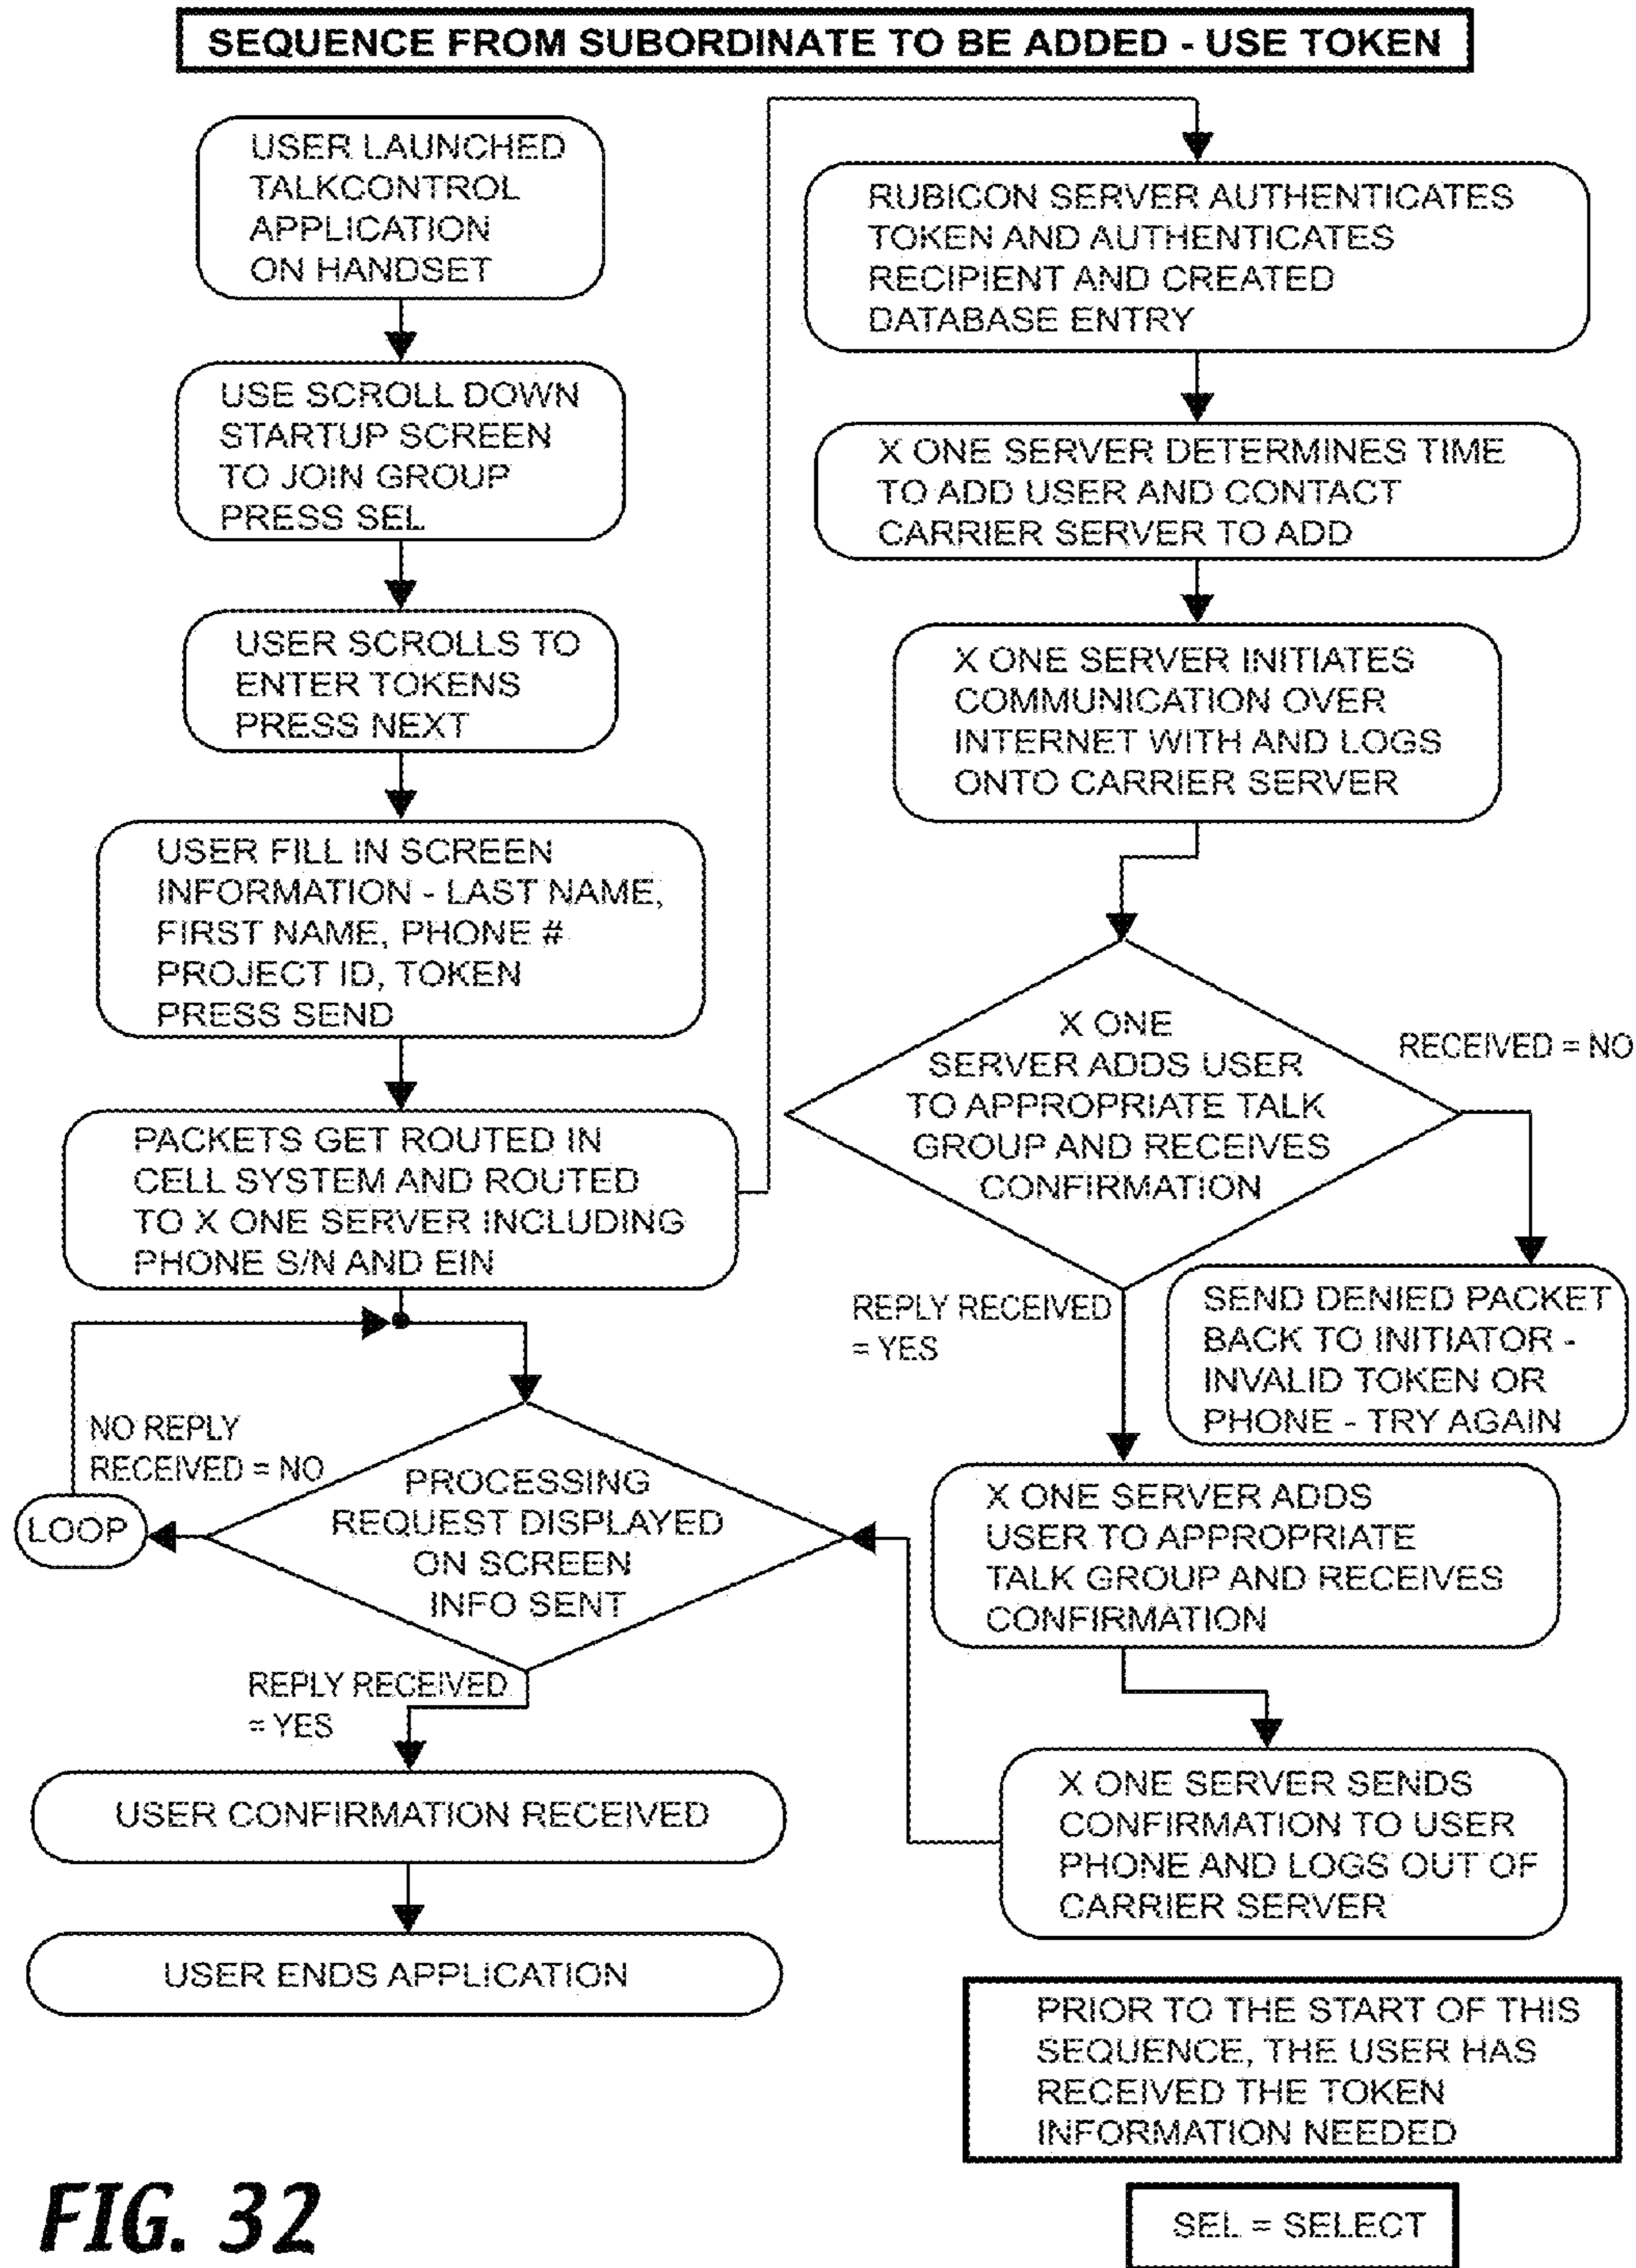 SEQUENCE FROM SUBORDINATE TO BE ADDED - USE TOKEN
USER LAUNCHED
TALKCONTROL
APPLICATION
ON HANDSET
USE SCROLL DOWN
STARTUP SCREEN
TO JOIN GROUP
PRESS SEL
USER SCROLLS TO
ENTER TOKENS
PRESS NEXT
USER FILL IN SCREEN
INFORMATION - LAST NAME,
FIRST NAME, PHONE #
PROJECT ID, TOKEN
PRESS SEND
PACKETS GET ROUTED IN
CELL SYSTEM AND ROUTED
TO X ONE SERVER INCLUDING
PHONE S/N AND EIN
NO REPLY
RECEIVED = NO
LOOP
PROCESSING
REQUEST DISPLAYED
ON SCREEN
INFO SENT
REPLY RECEIVED
= YES
USER CONFIRMATION RECEIVED
USER ENDS APPLICATION
RUBICON SERVER AUTHENTICATES
TOKEN AND AUTHENTICATES
RECIPIENT AND CREATED
DATABASE ENTRY
X ONE SERVER DETERMINES TIME
TO ADD USER AND CONTACT
CARRIER SERVER TO ADD
X ONE SERVER INITIATES
COMMUNICATION OVER
INTERNET WITH AND LOGS
ONTO CARRIER SERVER
X ONE
SERVER ADDS USER
TO APPROPRIATE TALK
GROUP AND RECEIVES
CONFIRMATION
RECEIVED = NO
SEND DENIED PACKET
BACK TO INITIATOR -
INVALID TOKEN OR
PHONE - TRY AGAIN
REPLY RECEIVED
= YES
X ONE SERVER ADDS
USER TO APPROPRIATE
TALK GROUP AND RECEIVES
CONFIRMATION
X ONE SERVER SENDS
CONFIRMATION TO USER
PHONE AND LOGS OUT OF
CARRIER SERVER
PRIOR TO THE START OF THIS
SEQUENCE, THE USER HAS
RECEIVED THE TOKEN
INFORMATION NEEDED
SEL = SELECT
FIG. 32